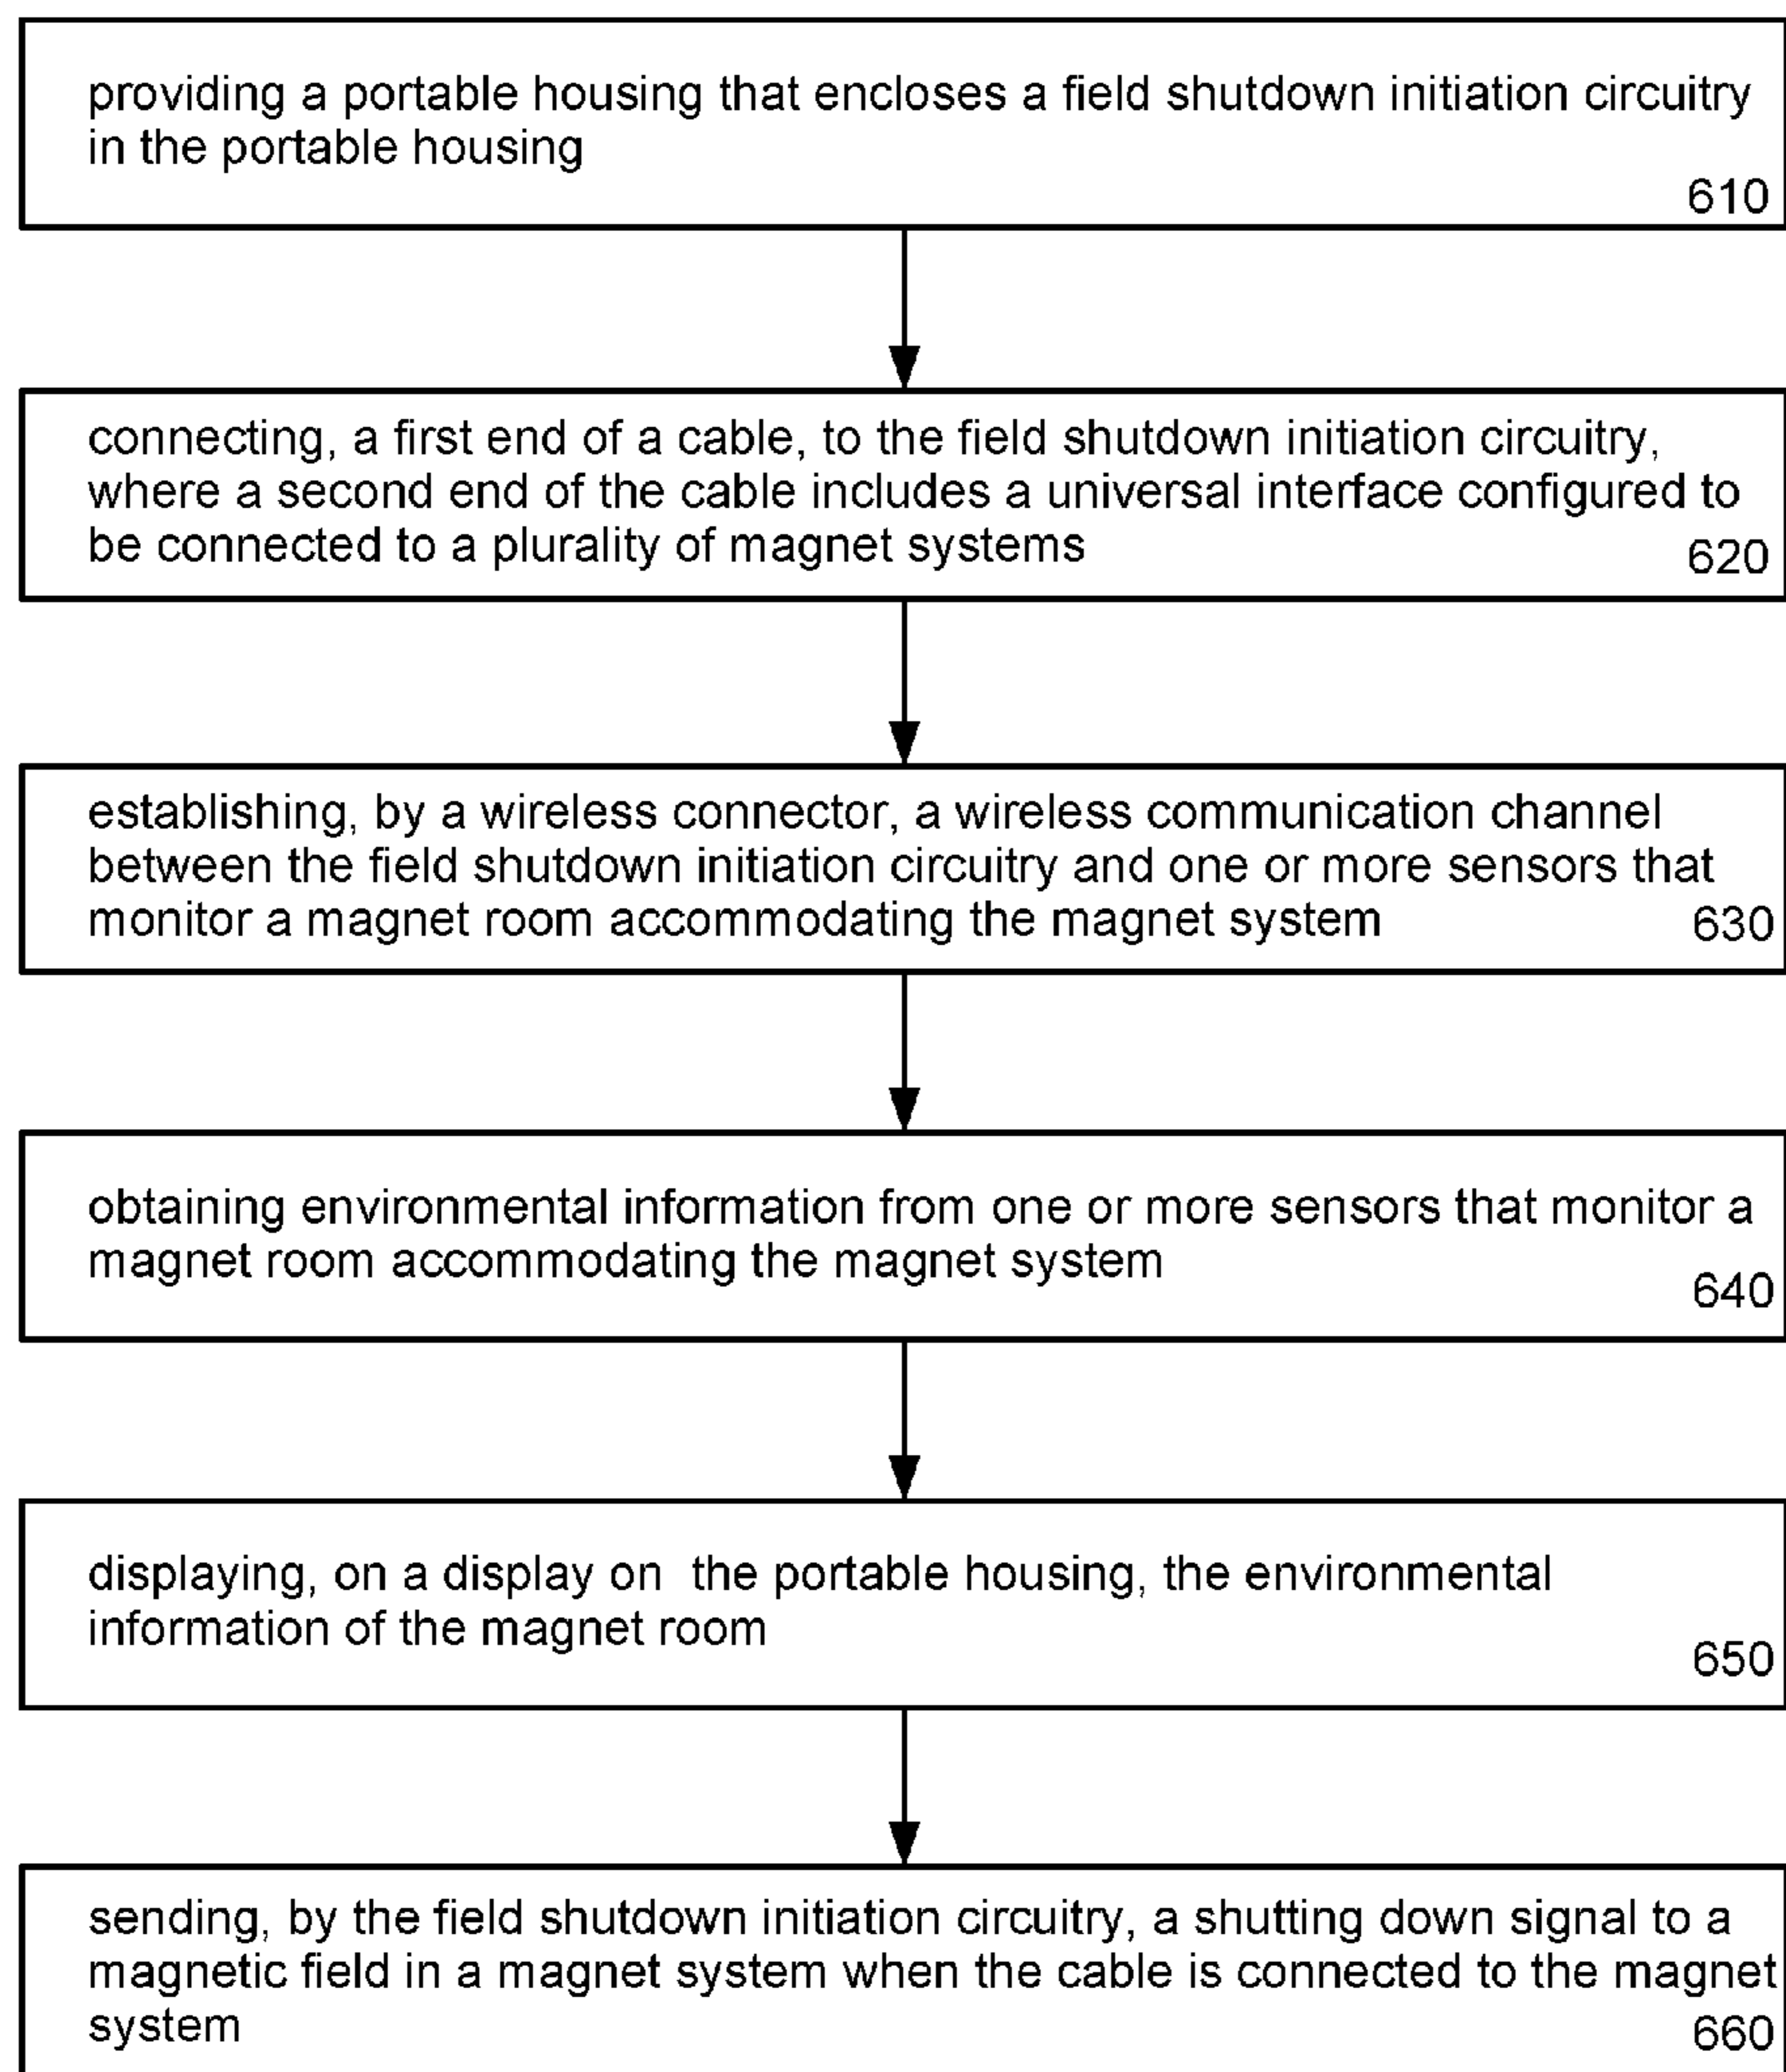 providing a portable housing that encloses a field shutdown initiation circuitry
in the portable housing
610
connecting, a first end of a cable, to the field shutdown initiation circuitry,
where a second end of the cable includes a universal interface configured to
be connected to a plurality of magnet systems
620
establishing, by a wireless connector, a wireless communication channel
between the field shutdown initiation circuitry and one or more sensors that
monitor a magnet room accommodating the magnet system
630
obtaining environmental information from one or more sensors that monitor a
magnet room accommodating the magnet system
640
displaying, on a display on the portable housing, the environmental
information of the magnet room
650
sending, by the field shutdown initiation circuitry, a shutting down signal to a
magnetic field in a magnet system when the cable is connected to the magnet
system
660